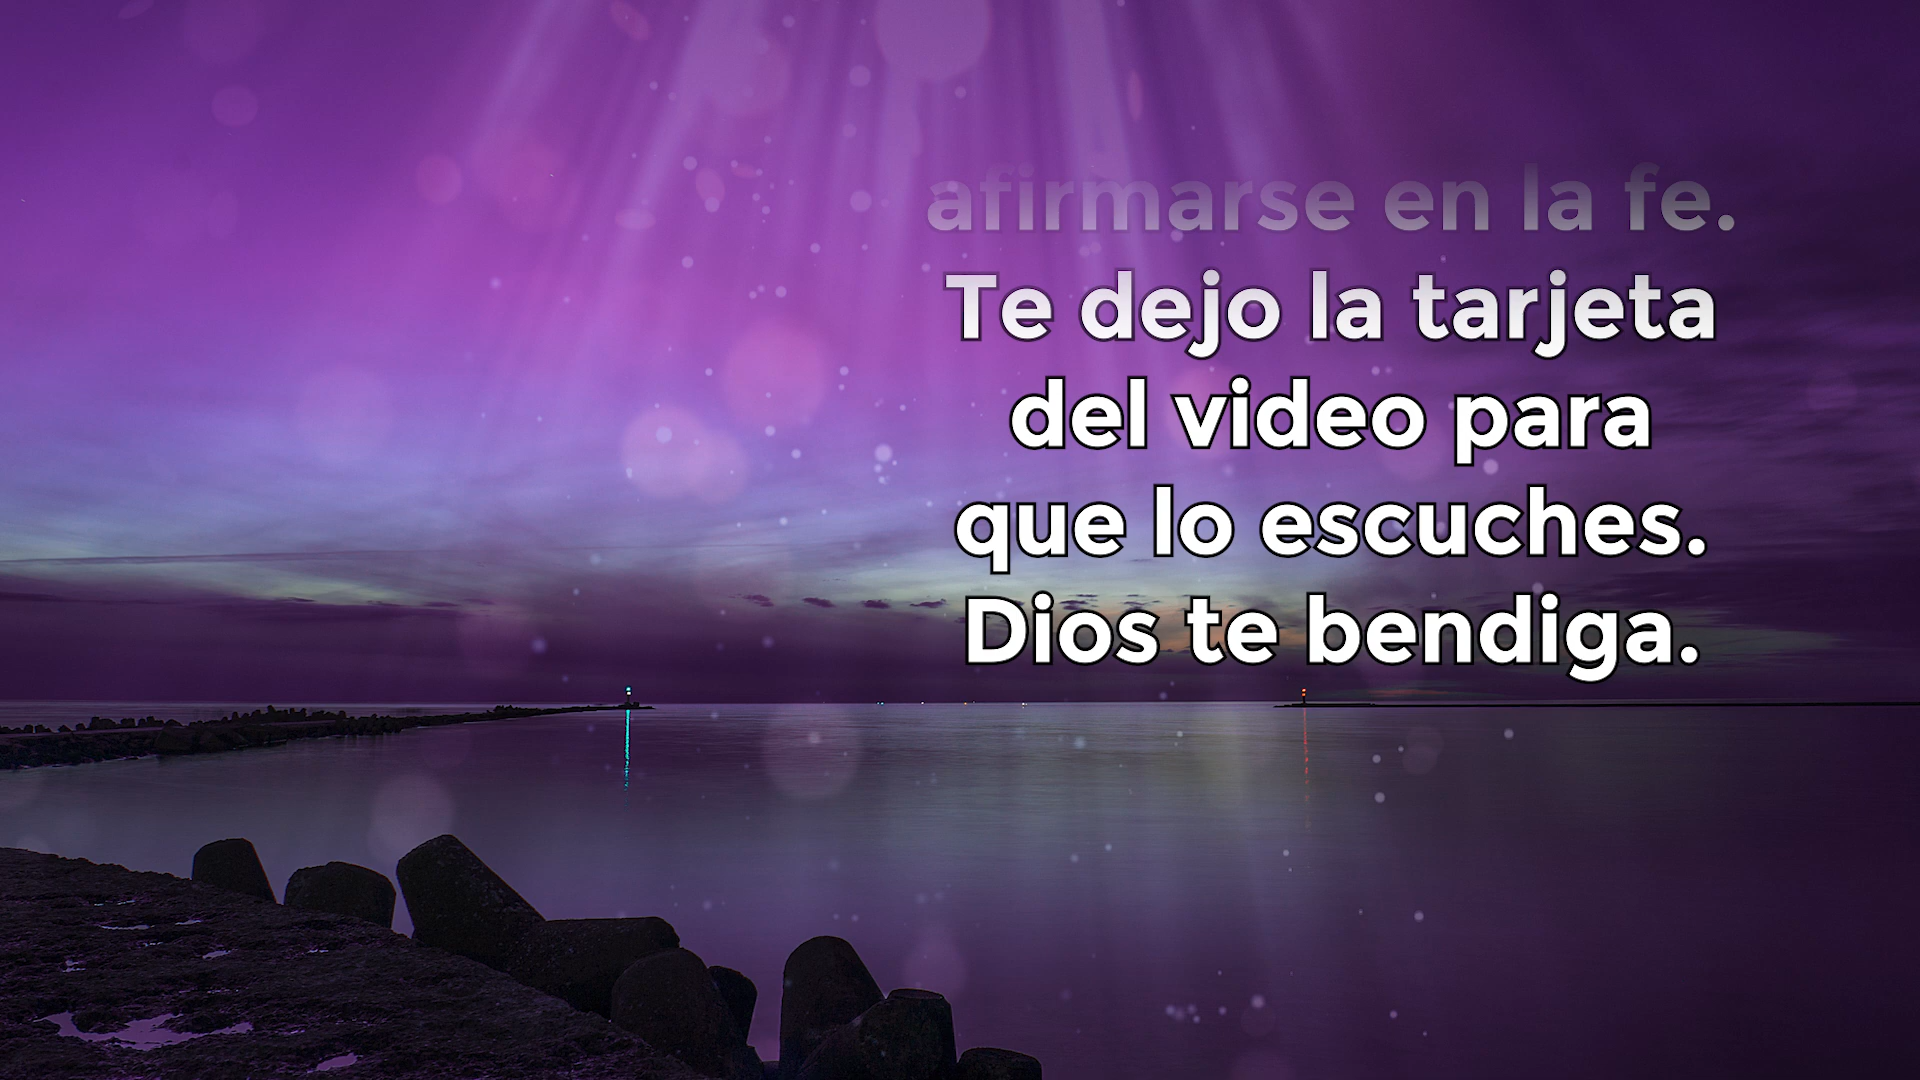 afirmarse en la fe.
Te dejo la tarjeta
del video para
que lo escuches.
Dios te bendiga.